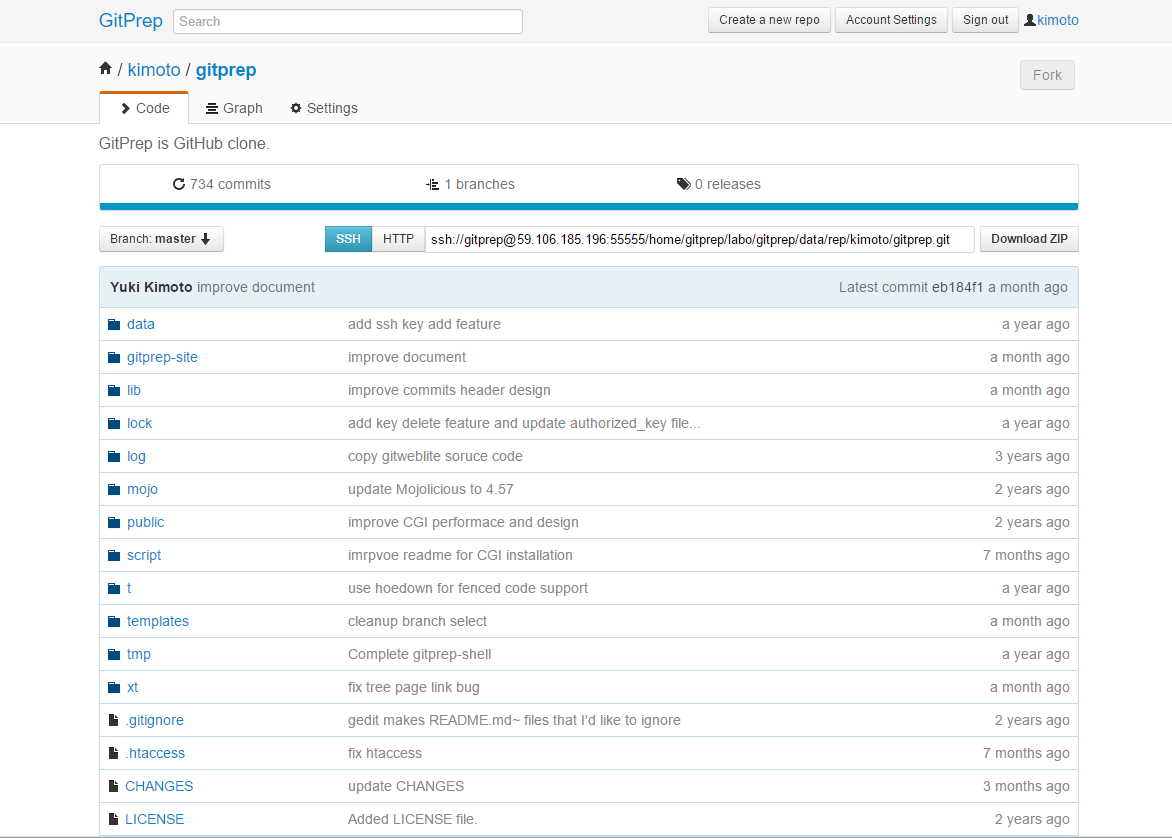 GitPrep Search Create a new repo Account Settings Sign out kimoto
/ kimoto / gitprep Fork
Code Graph Settings
GitPrep is GitHub clone.
734 commits 1 branches 0 releases
Branch: master SSH HTTP ssh://gitprep@59.106.185.196:55555/home/gitprep/labo/gitprep/data/rep/kimoto/gitprep.git Download ZIP
Yuki Kimoto improve document Latest commit eb184f1 a month ago
data add ssh key add feature a year ago
gitprep-site improve document a month ago
lib improve commits header design a month ago
lock add key delete feature and update authorized_key file... a year ago
log copy gitweblite soruce code 3 years ago
mojo update Mojolicious to 4.57 2 years ago
public improve CGI performace and design 2 years ago
script imrpvoe readme for CGI installation 7 months ago
t use hoedown for fenced code support a year ago
templates cleanup branch select a month ago
tmp Complete gitprep-shell a year ago
xt fix tree page link bug a month ago
.gitignore gedit makes README.md~ files that I'd like to ignore 2 years ago
.htaccess fix htaccess 7 months ago
CHANGES update CHANGES 3 months ago
LICENSE Added LICENSE file. 2 years ago